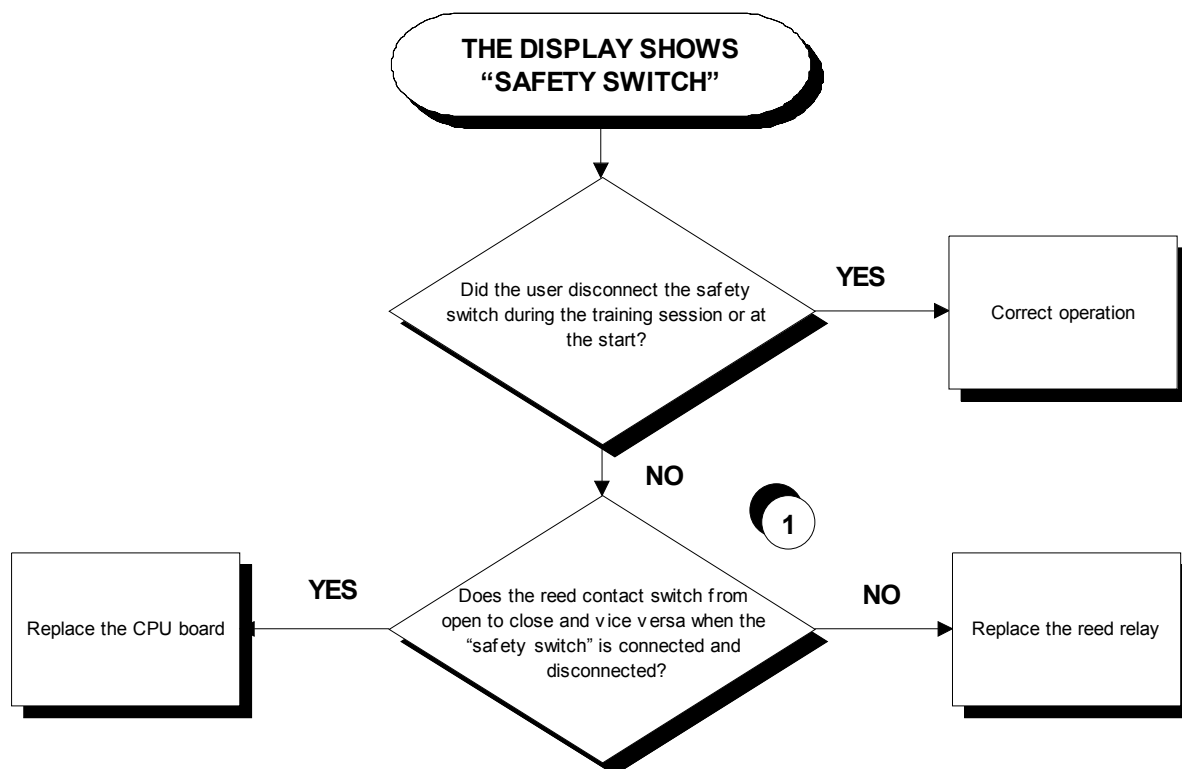 THE DISPLAY SHOWS
“SAFETY SWITCH”
Did the user disconnect the safety
switch during the training session or at
the start?
YES
Correct operation
NO
1
Does the reed contact switch from
open to close and vice versa when the
“safety switch” is connected and
disconnected?
YES
Replace the CPU board
NO
Replace the reed relay